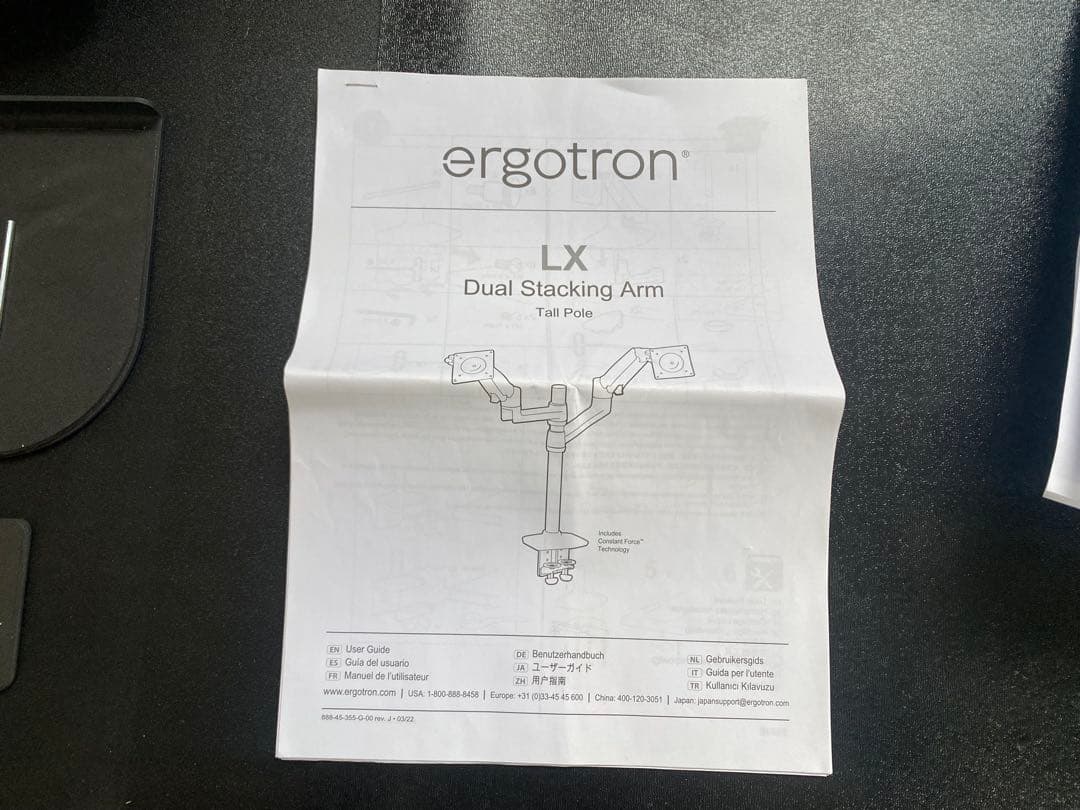 ergotron®
LX
Dual Stacking Arm
Tall Pole
Includes
Constant Force™
Technology
EN User Guide
ES Guía del usuario
FR Manuel de l'utilisateur
DE Benutzerhandbuch
JA ユーザーガイド
ZH 用户指南
NL Gebruikersgids
IT Guida per l'utente
TR Kullanici Kılavuzu
www.ergotron.com | USA: 1-800-888-8458 | Europe: +31 (0)33-45 45 600 | China: 400-120-3051 | Japan: japansupport@ergotron.com
888-45-355-G-00 rev. J • 03/22